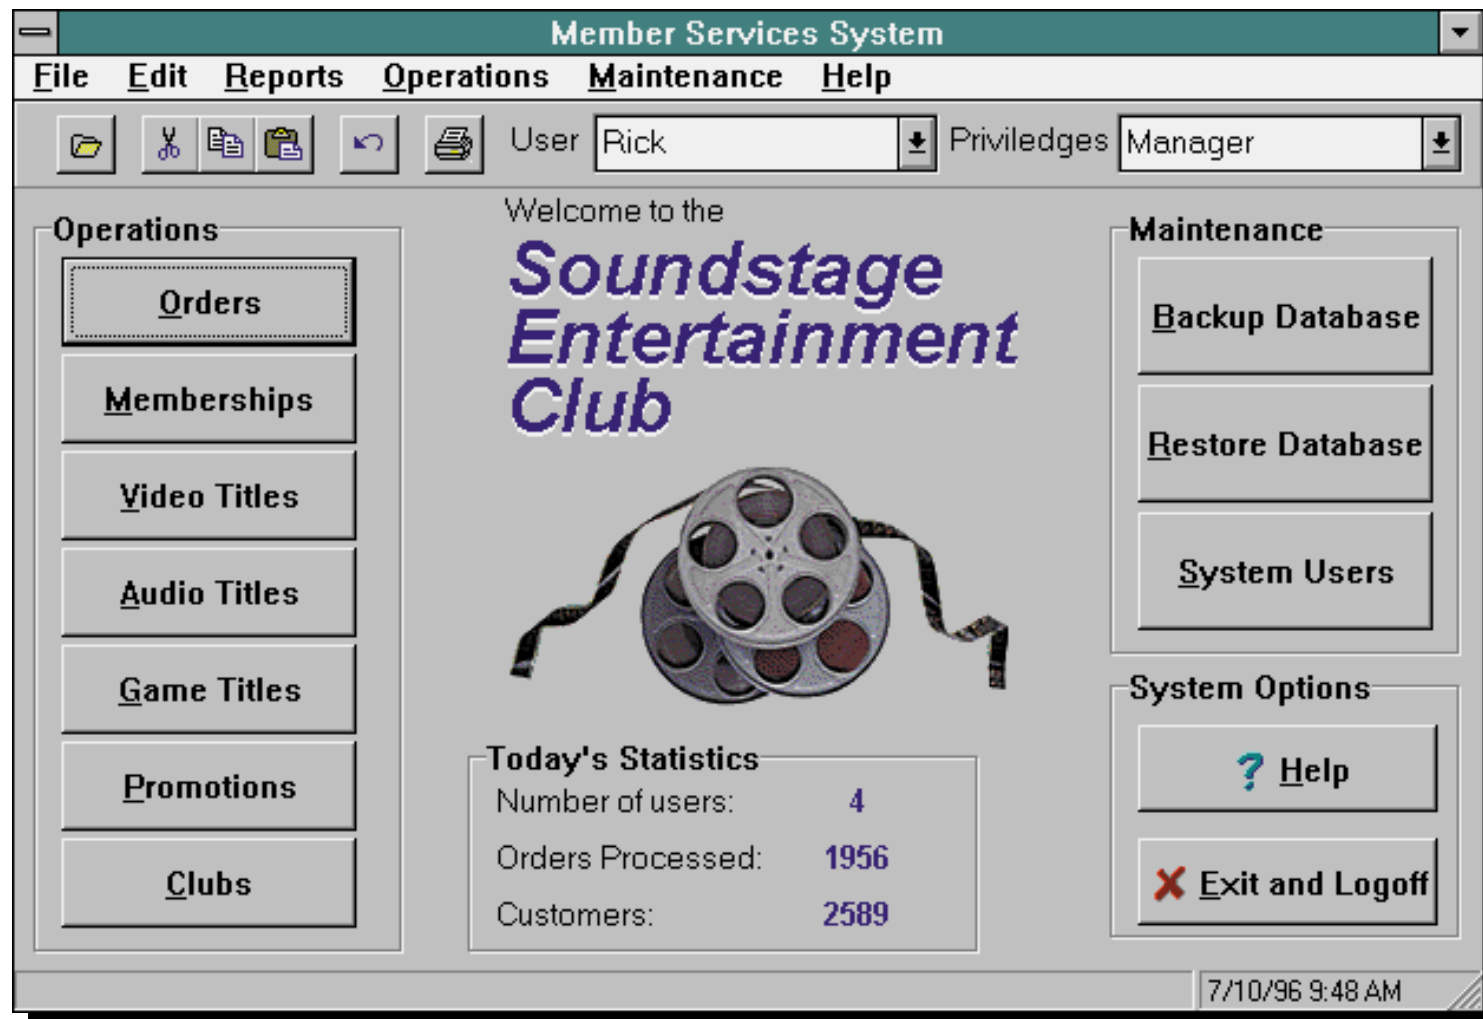 Member Services System
File Edit Reports Operations Maintenance Help
User Rick Priviledges Manager
Operations
Orders
Memberships
Video Titles
Audio Titles
Game Titles
Promotions
Clubs
Welcome to the
Soundstage
Entertainment
Club
Today's Statistics
Number of users: 4
Orders Processed: 1956
Customers: 2589
Maintenance
Backup Database
Restore Database
System Users
System Options
? Help
Exit and Logoff
7/10/96 9:48 AM